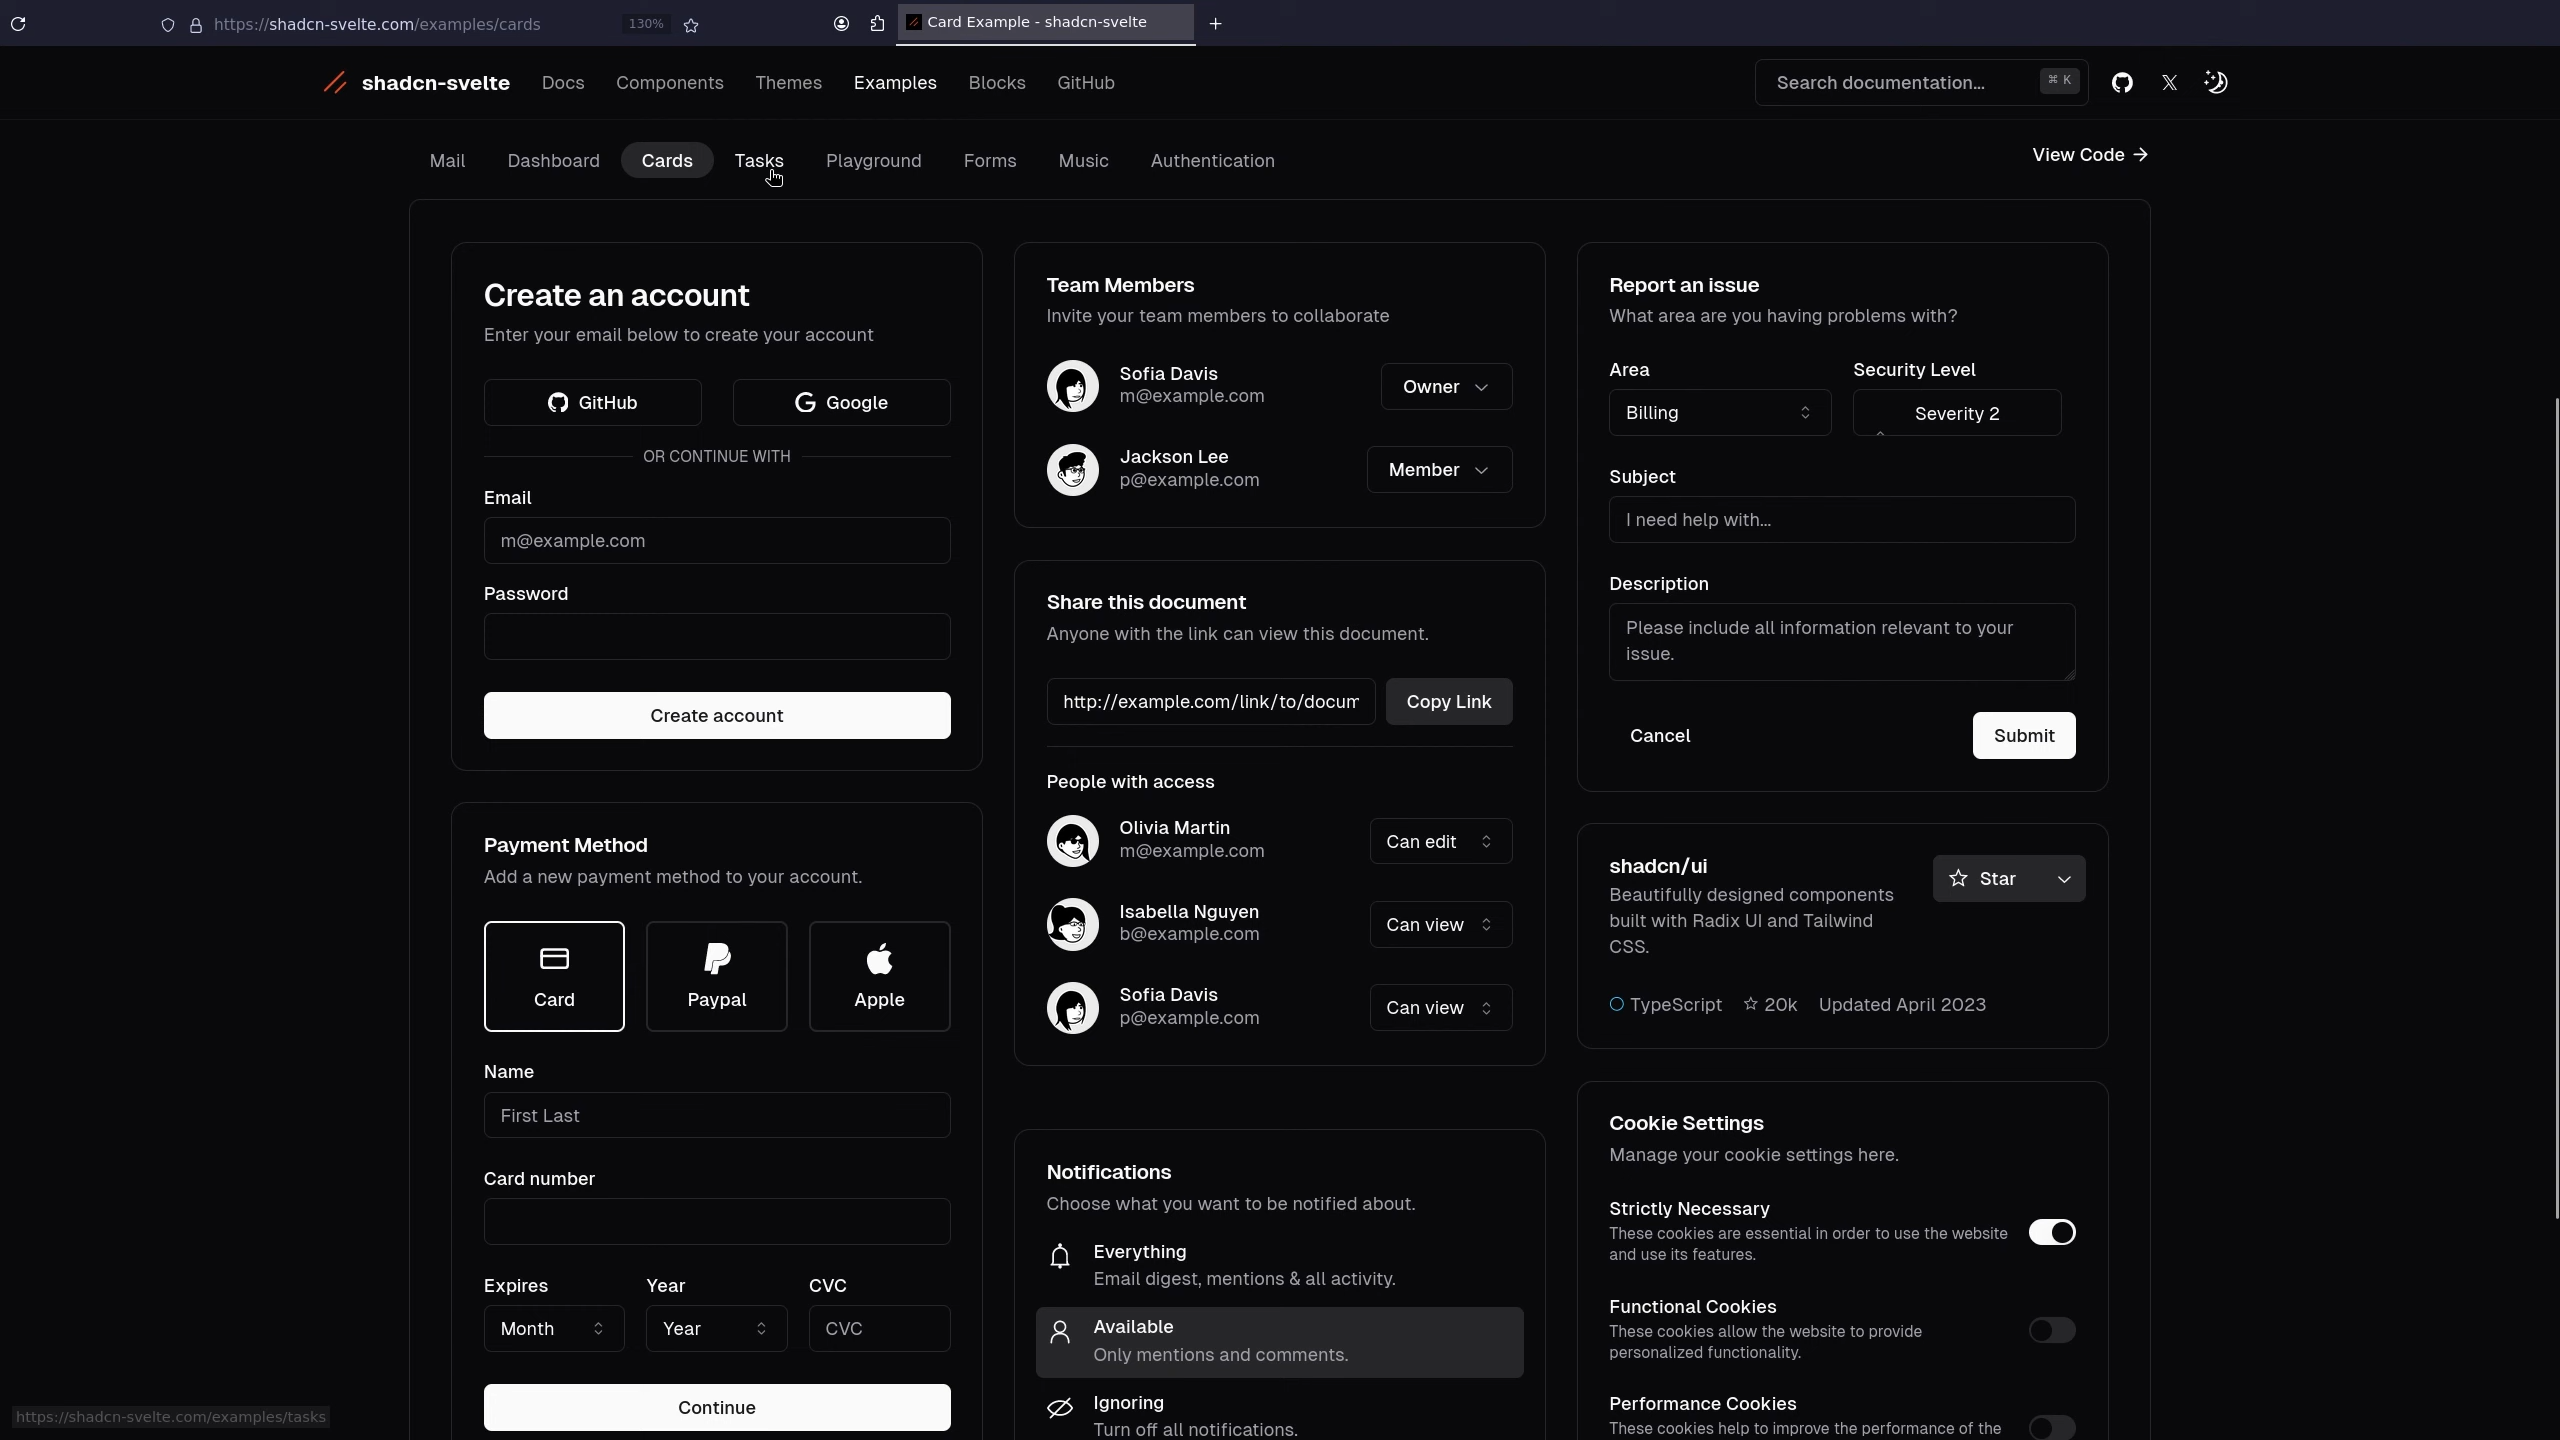 https://shadcn-svelte.com/examples/cards
130%
Card Example - shadcn-svelte
shadcn-svelte
Docs
Components
Themes
Examples
Blocks
GitHub
Search documentation...
⌘ K
Mail
Dashboard
Cards
Tasks
Playground
Forms
Music
Authentication
View Code
Create an account
Enter your email below to create your account
GitHub
Google
OR CONTINUE WITH
Email
m@example.com
Password
Create account
Payment Method
Add a new payment method to your account.
Card
Paypal
Apple
Name
First Last
Card number
Expires
Year
CVC
Month
Year
CVC
Continue
Team Members
Invite your team members to collaborate
Sofia Davis
m@example.com
Owner
Jackson Lee
p@example.com
Member
Share this document
Anyone with the link can view this document.
http://example.com/link/to/docum
Copy Link
People with access
Olivia Martin
m@example.com
Can edit
Isabella Nguyen
b@example.com
Can view
Sofia Davis
p@example.com
Can view
Notifications
Choose what you want to be notified about.
Everything
Email digest, mentions & all activity.
Available
Only mentions and comments.
Ignoring
Turn off all notifications.
Report an issue
What area are you having problems with?
Area
Security Level
Billing
Severity 2
Subject
I need help with...
Description
Please include all information relevant to your
issue.
Cancel
Submit
shadcn/ui
Beautifully designed components
built with Radix UI and Tailwind
CSS.
Star
TypeScript
20k
Updated April 2023
Cookie Settings
Manage your cookie settings here.
Strictly Necessary
These cookies are essential in order to use the website
and use its features.
Functional Cookies
These cookies allow the website to provide
personalized functionality.
Performance Cookies
These cookies help to improve the performance of the
https://shadcn-svelte.com/examples/tasks